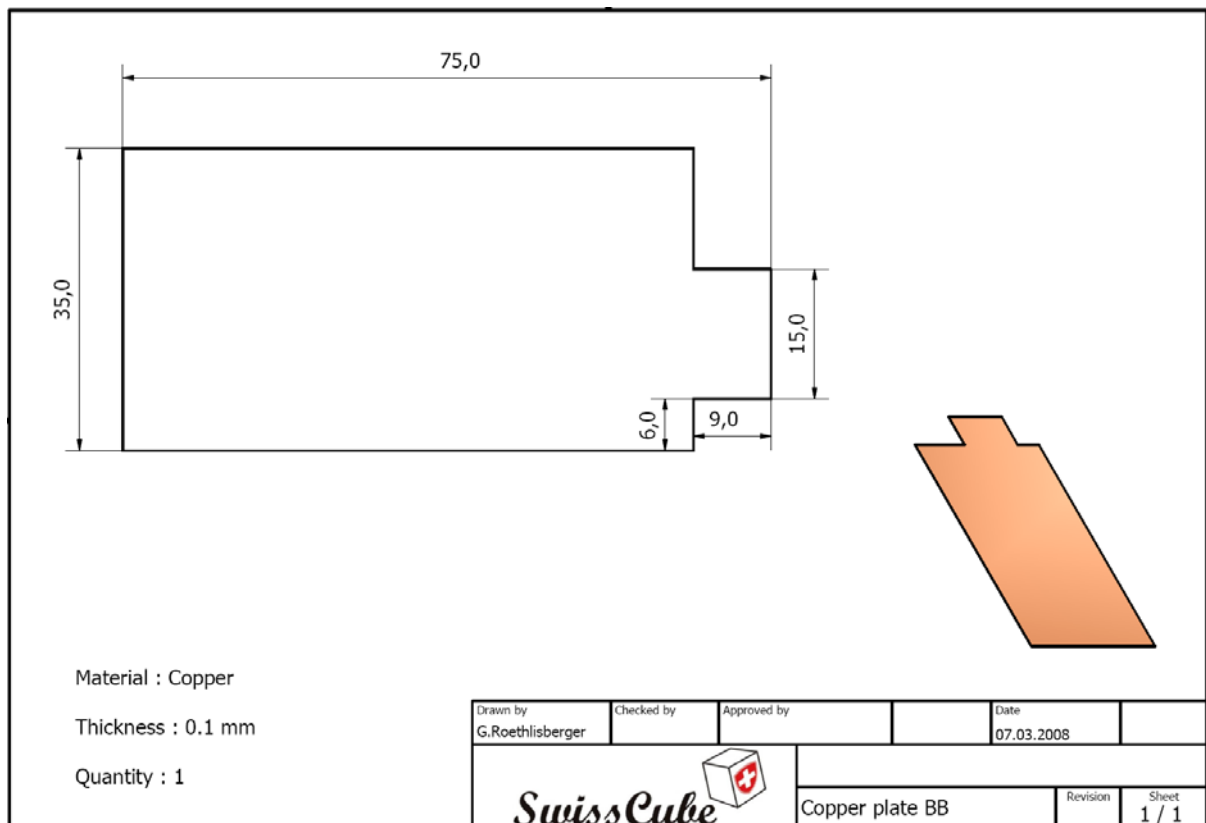 75,0
35,0
15,0
6,0
9,0
Material : Copper
Thickness : 0.1 mm
Quantity : 1
Drawn by
G.Roethlisberger
Checked by
Approved by
Date
07.03.2008
SwissCube
Copper plate BB
Revision
Sheet
1 / 1